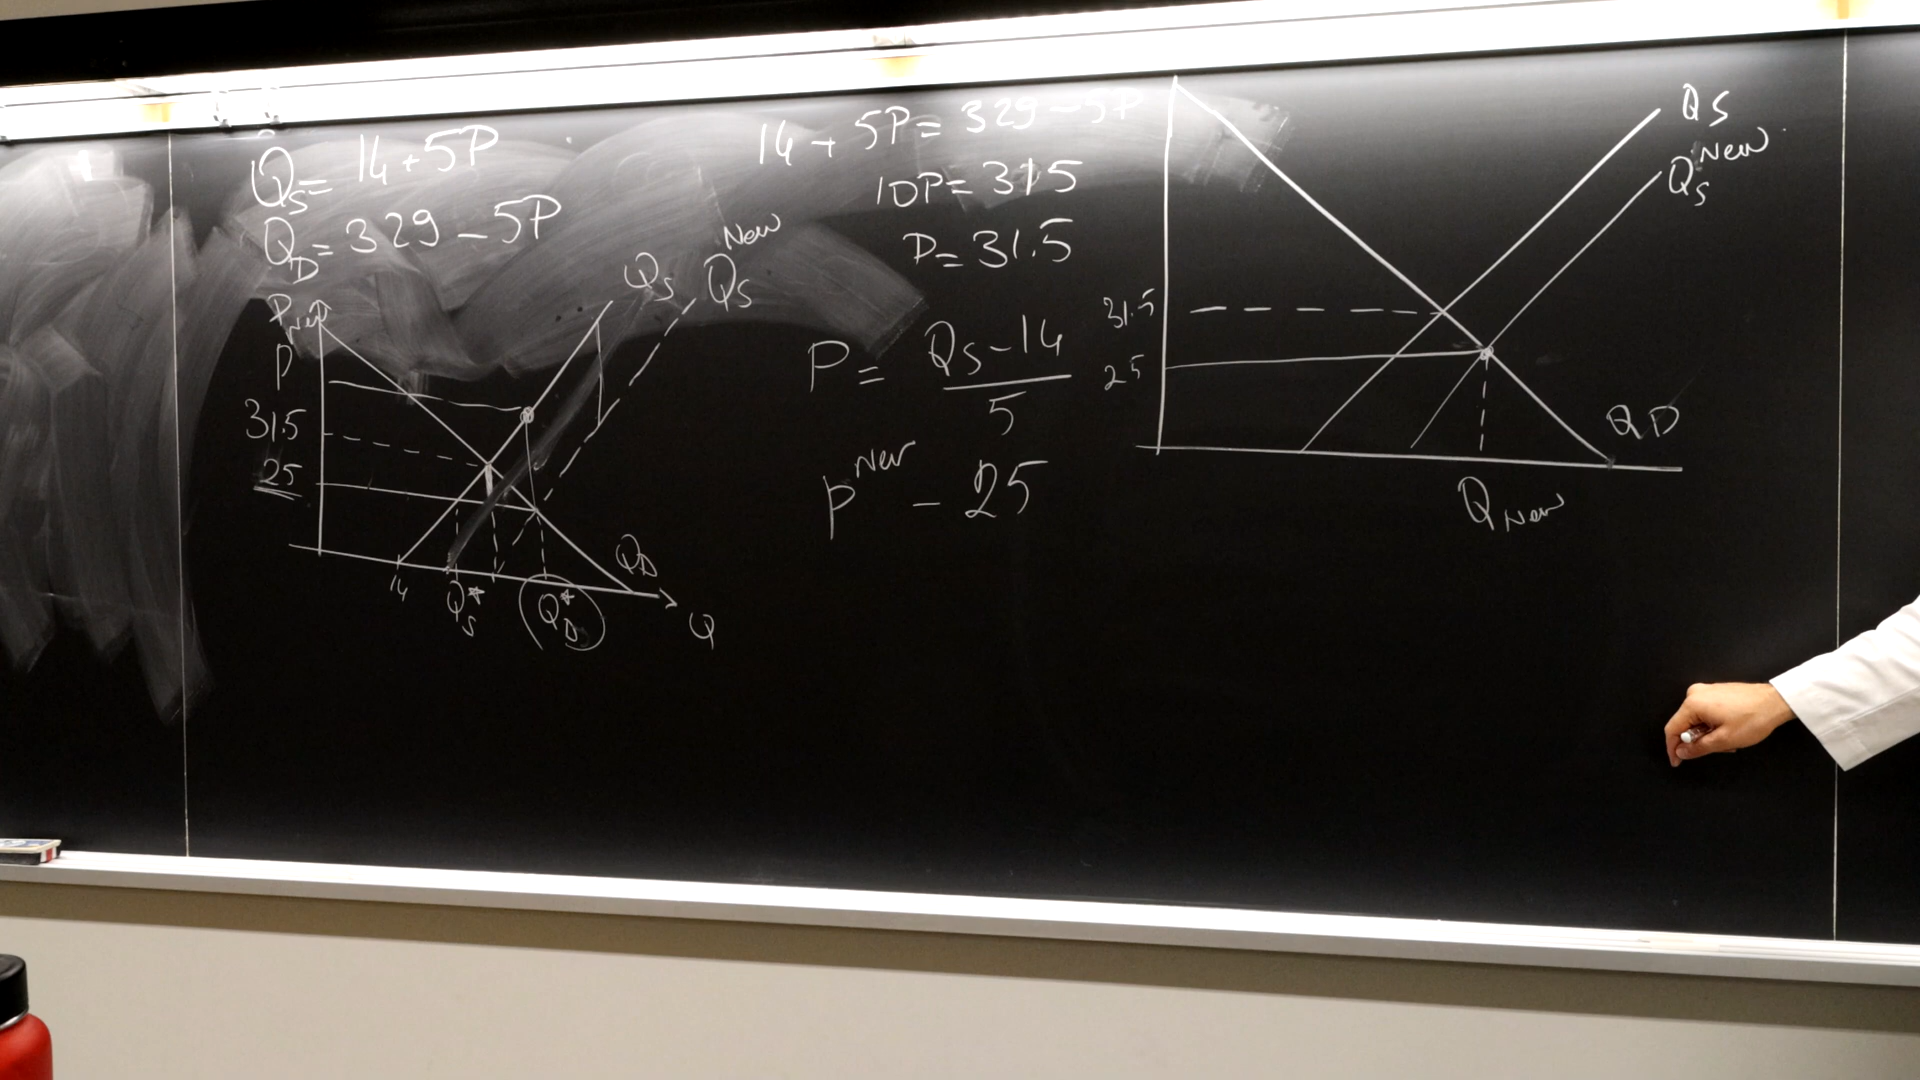 Qs = 14 + 5P
QD = 329 - 5P
PNew
P
31.5
25
14
Qs*
QD*
Q
QD
Qs
Qs New
14 + 5P = 329 - 5P
10P = 315
P = 31.5
P = Qs - 14 / 5
P New - 25
31.5
25
QS
Qs New
QD
Q New